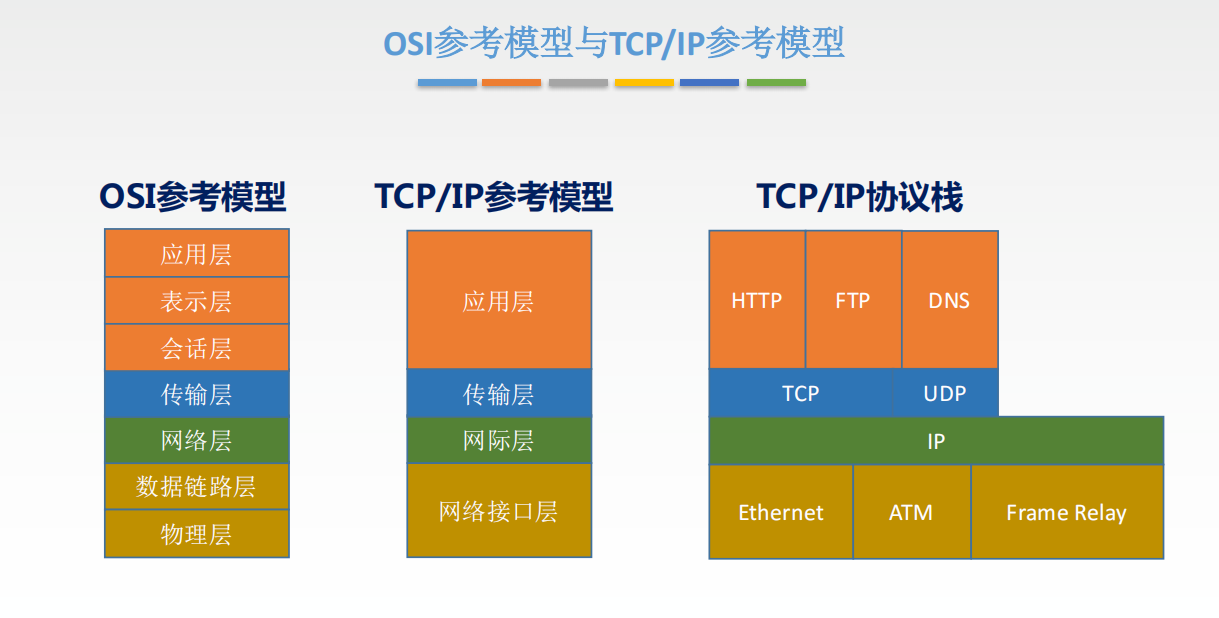 OSI参考模型与TCP/IP参考模型
OSI参考模型
应用层
表示层
会话层
传输层
网络层
数据链路层
物理层
TCP/IP参考模型
应用层
传输层
网际层
网络接口层
TCP/IP协议栈
HTTP FTP DNS
TCP UDP
IP
Ethernet ATM Frame Relay